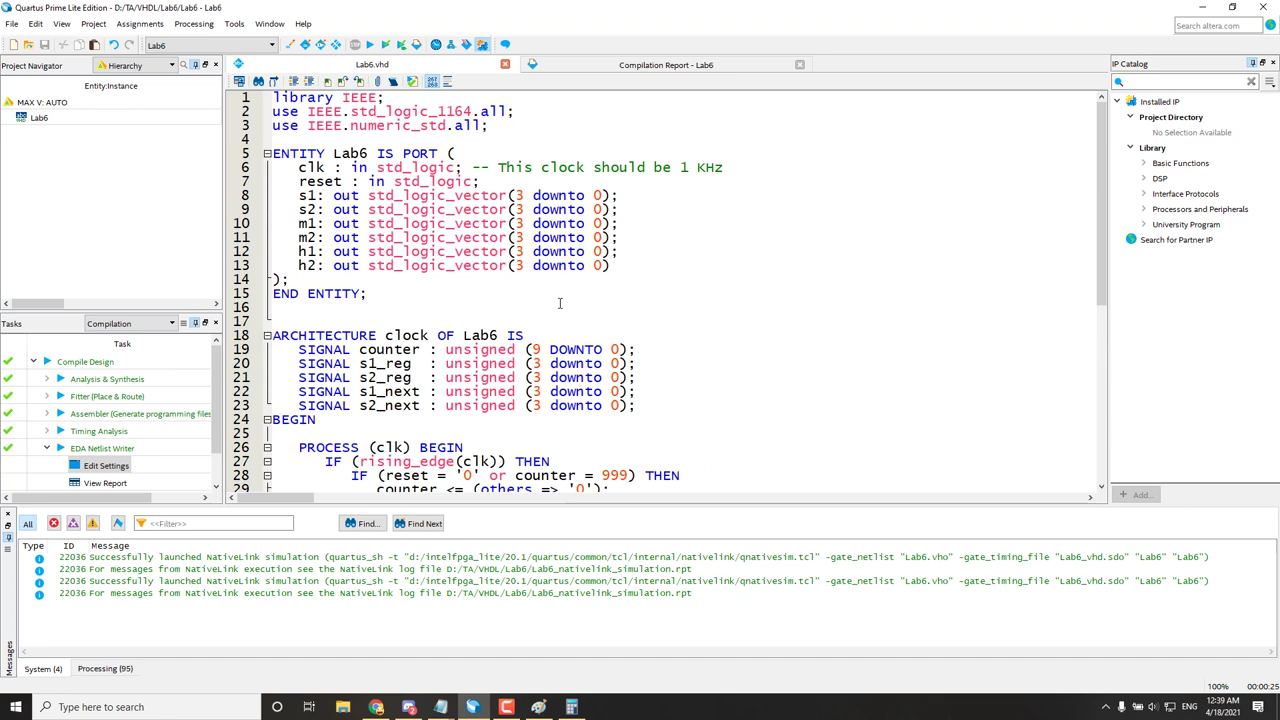 Quartus Prime Lite Edition - D:/TA/VHDL/Lab6/Lab6 - Lab6
File Edit View Project Assignments Processing Tools Window Help
Search altera.com
Lab6
Project Navigator
Hierarchy
Lab6.vhd
Compilation Report - Lab6
IP Catalog
Entity:Instance
MAX V: AUTO
Lab6
Installed IP
Project Directory
No Selection Available
Library
Basic Functions
DSP
Interface Protocols
Processors and Peripherals
University Program
Search for Partner IP
Add...
1 library IEEE;
2 use IEEE.std_logic_1164.all;
3 use IEEE.numeric_std.all;
4
5 ENTITY Lab6 IS PORT (
6 clk : in std_logic; -- This clock should be 1 KHz
7 reset : in std_logic;
8 s1: out std_logic_vector(3 downto 0);
9 s2: out std_logic_vector(3 downto 0);
10 m1: out std_logic_vector(3 downto 0);
11 m2: out std_logic_vector(3 downto 0);
12 h1: out std_logic_vector(3 downto 0);
13 h2: out std_logic_vector(3 downto 0)
14 );
15 END ENTITY;
16
17
18 ARCHITECTURE clock OF Lab6 IS
19 SIGNAL counter : unsigned (9 DOWNTO 0);
20 SIGNAL s1_reg : unsigned (3 downto 0);
21 SIGNAL s2_reg : unsigned (3 downto 0);
22 SIGNAL s1_next : unsigned (3 downto 0);
23 SIGNAL s2_next : unsigned (3 downto 0);
24 BEGIN
25
26 PROCESS (clk) BEGIN
27 IF (rising_edge(clk)) THEN
28 IF (reset = '0' or counter = 999) THEN
29 counter <= (others => '0');
Tasks
Compilation
Task
Compile Design
Analysis & Synthesis
Fitter (Place & Route)
Assembler (Generate programming files
Timing Analysis
EDA Netlist Writer
Edit Settings
View Report
All
<<Filter>>
Find...
Find Next
Type ID Message
22036 Successfully launched NativeLink simulation (quartus_sh -t "d:/intelfpga_lite/20.1/quartus/common/tcl/internal/nativelink/qnativesim.tcl" -gate_netlist "Lab6.vho" -gate_timing_file "Lab6_vhd.sdo" "Lab6" "Lab6")
22036 For messages from NativeLink execution see the NativeLink log file D:/TA/VHDL/Lab6/Lab6_nativelink_simulation.rpt
22036 Successfully launched NativeLink simulation (quartus_sh -t "d:/intelfpga_lite/20.1/quartus/common/tcl/internal/nativelink/qnativesim.tcl" -gate_netlist "Lab6.vho" -gate_timing_file "Lab6_vhd.sdo" "Lab6" "Lab6")
22036 For messages from NativeLink execution see the NativeLink log file D:/TA/VHDL/Lab6/Lab6_nativelink_simulation.rpt
Messages
System (4)
Processing (95)
100% 00:00:25
Type here to search
ENG
12:39 AM
4/18/2021